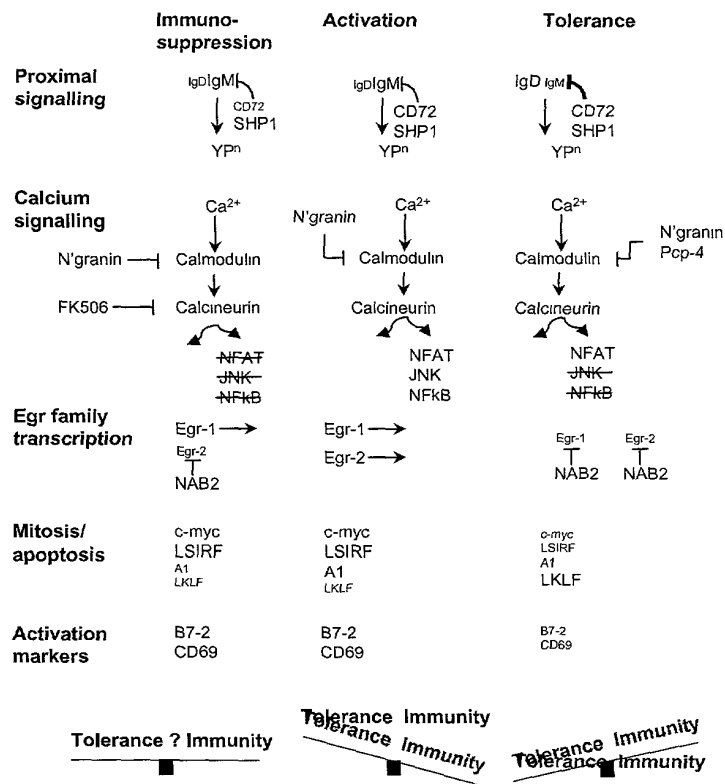 Immuno-
suppression
Activation
Tolerance
Proximal
signalling
IgDIgM
CD72
SHP1
YPn
IgDIgM
CD72
SHP1
YPn
IgD IgM
CD72
SHP1
YPn
Calcium
signalling
Ca2+
N'granin
Calmodulin
FK506
Calcineurin
NFAT
JNK
NFkB
N'granin
Ca2+
Calmodulin
Calcineurin
NFAT
JNK
NFkB
Ca2+
Calmodulin
N'granin
Pcp-4
Calcineurin
NFAT
JNK
NFkB
Egr family
transcription
Egr-1
Egr-2
NAB2
Egr-1
Egr-2
Egr-1
Egr-2
NAB2
NAB2
Mitosis/
apoptosis
c-myc
LSIRF
A1
LKLF
c-myc
LSIRF
A1
LKLF
c-myc
LSIRF
A1
LKLF
Activation
markers
B7-2
CD69
B7-2
CD69
B7-2
CD69
Tolerance ? Immunity
Tolerance Immunity
Tolerance Immunity
Tolerance Immunity
Tolerance Immunity